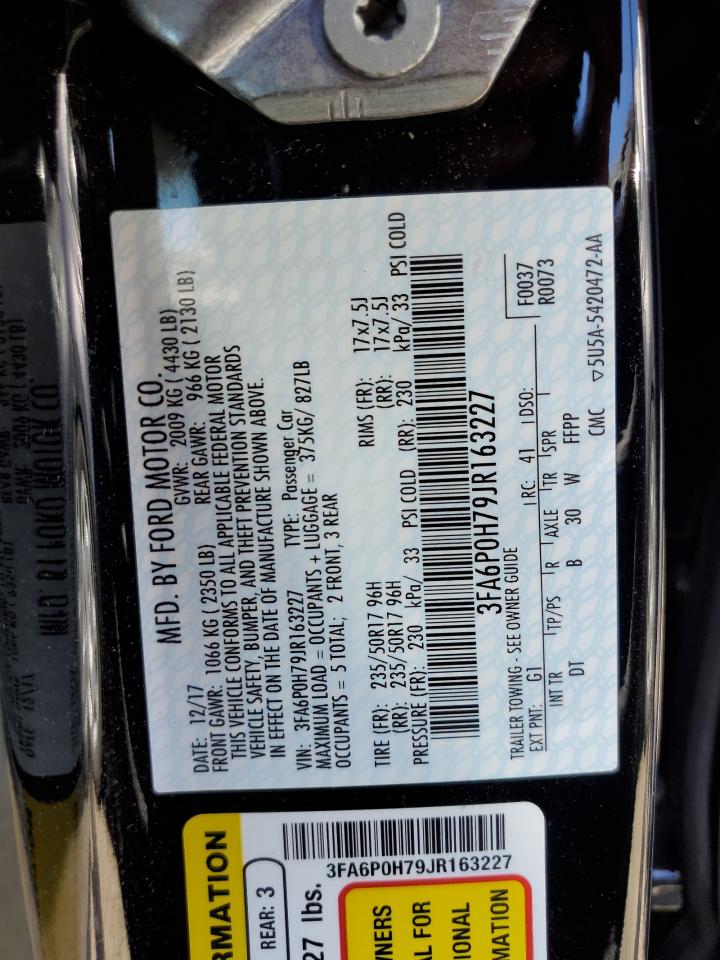 MFD. BY FORD MOTOR CO.
DATE: 12/17 GVWR: 2009 KG ( 4430 LB)
FRONT GAWR: 1066 KG ( 2350 LB) REAR GAWR: 966 KG ( 2130 LB)
THIS VEHICLE CONFORMS TO ALL APPLICABLE FEDERAL MOTOR
VEHICLE SAFETY, BUMPER, AND THEFT PREVENTION STANDARDS
IN EFFECT ON THE DATE OF MANUFACTURE SHOWN ABOVE.
VIN: 3FA6P0H79JR163227 TYPE: Passenger Car
MAXIMUM LOAD = OCCUPANTS + LUGGAGE = 375KG/ 827LB
OCCUPANTS = 5 TOTAL; 2 FRONT, 3 REAR
TIRE (FR): 235/50R17 96H RIMS (FR): 17x7.5J
(RR): 235/50R17 96H (RR): 17x7.5J
PRESSURE (FR): 230 kPa/ 33 PSI COLD (RR): 230 kPa/ 33 PSI COLD
3FA6P0H79JR163227
TRAILER TOWING - SEE OWNER GUIDE
F0037
EXT PNT: G1 RC: 41 DSO: R0073
INT TR TP/PS R AXLE TR SPR
DT B 30 W FFPP
CMC ▽5U5A-5420472-AA
RMATION
REAR: 3
27 lbs.
3FA6P0H79JR163227
NERS
AL FOR
IONAL
MATION